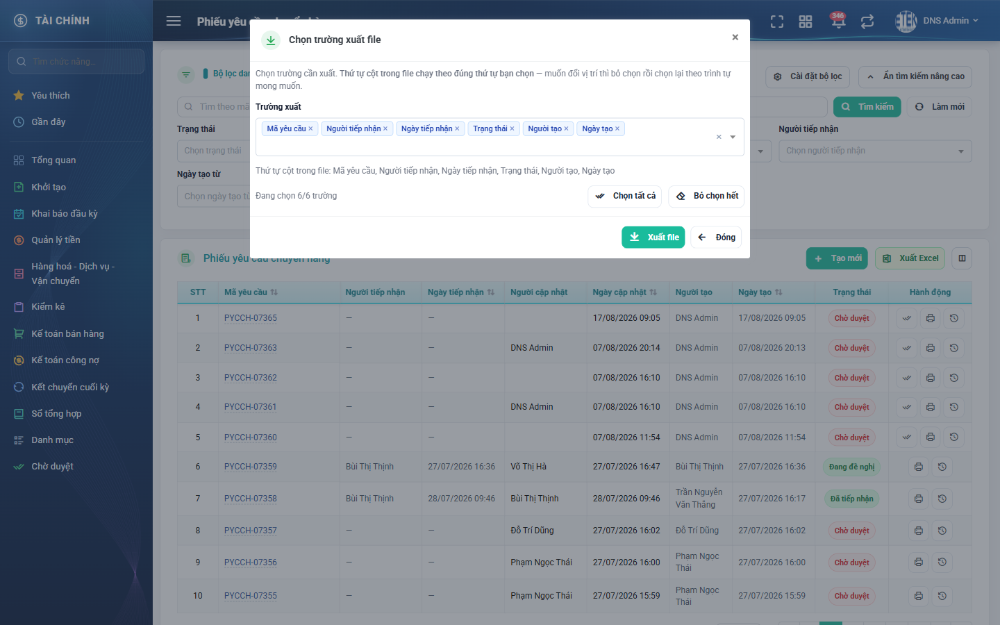 TÀI CHÍNH
Tìm chức năng...
Yêu thích
Gần đây
Tổng quan
Khởi tạo
Khai báo đầu kỳ
Quản lý tiền
Hàng hoá - Dịch vụ -
Vận chuyển
Kiểm kê
Kế toán bán hàng
Kế toán công nợ
Kết chuyển cuối kỳ
Sổ tổng hợp
Danh mục
Chờ duyệt
Phiếu yêu
346
DNS Admin
Chọn trường xuất file
×
Chọn trường cần xuất. Thứ tự cột trong file chạy theo đúng thứ tự bạn chọn — muốn đổi vị trí thì bỏ chọn rồi chọn lại theo trình tự
mong muốn.
Trường xuất
Mã yêu cầu × Người tiếp nhận × Ngày tiếp nhận × Trạng thái × Người tạo × Ngày tạo ×
×
Thứ tự cột trong file: Mã yêu cầu, Người tiếp nhận, Ngày tiếp nhận, Trạng thái, Người tạo, Ngày tạo
Đang chọn 6/6 trường
Chọn tất cả
Bỏ chọn hết
Xuất file
Đóng
Bộ lọc
Cài đặt bộ lọc
Ẩn tìm kiếm nâng cao
Tìm theo
Tìm kiếm
Làm mới
Trạng thái
Người tiếp nhận
Chọn trạng thái
Chọn người tiếp nhận
Ngày tạo từ
Chọn ngày tạo từ
Phiếu yêu cầu chuyển hàng
Tạo mới
Xuất Excel
STT Mã yêu cầu Người tiếp nhận Ngày tiếp nhận Người cập nhật Ngày cập nhật Người tạo Ngày tạo Trạng thái Hành động
1 PYCCH-07365 — — 17/08/2026 09:05 DNS Admin 17/08/2026 09:05 Chờ duyệt
2 PYCCH-07363 — — DNS Admin 07/08/2026 20:14 DNS Admin 07/08/2026 20:13 Chờ duyệt
3 PYCCH-07362 — — 07/08/2026 16:10 DNS Admin 07/08/2026 16:10 Chờ duyệt
4 PYCCH-07361 — — DNS Admin 07/08/2026 16:10 DNS Admin 07/08/2026 16:10 Chờ duyệt
5 PYCCH-07360 — — 07/08/2026 11:54 DNS Admin 07/08/2026 11:54 Chờ duyệt
6 PYCCH-07359 Bùi Thị Thịnh 27/07/2026 16:36 Võ Thị Hà 27/07/2026 16:47 Bùi Thị Thịnh 27/07/2026 16:36 Đang đề nghị
7 PYCCH-07358 Bùi Thị Thịnh 28/07/2026 09:46 Bùi Thị Thịnh 28/07/2026 09:46 Trần Nguyễn 27/07/2026 16:17 Đã tiếp nhận
Văn Thắng
8 PYCCH-07357 — — Đỗ Trí Dũng 27/07/2026 16:02 Đỗ Trí Dũng 27/07/2026 16:02 Chờ duyệt
9 PYCCH-07356 — — Phạm Ngọc Thái 27/07/2026 16:00 Phạm Ngọc 27/07/2026 16:00 Chờ duyệt
Thái
10 PYCCH-07355 — — Phạm Ngọc Thái 27/07/2026 15:59 Phạm Ngọc 27/07/2026 15:59 Chờ duyệt
Thái